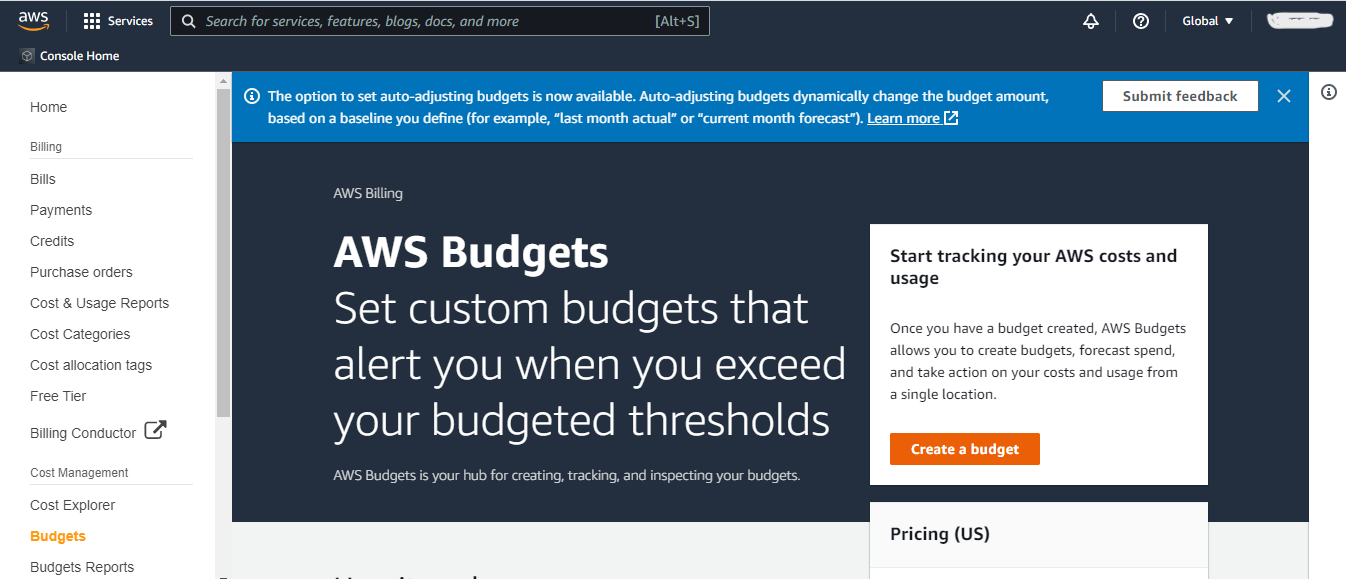 aws
Services
Search for services, features, blogs, docs, and more
[Alt+S]
Global
Console Home
Home
Billing
Bills
Payments
Credits
Purchase orders
Cost & Usage Reports
Cost Categories
Cost allocation tags
Free Tier
Billing Conductor
Cost Management
Cost Explorer
Budgets
Budgets Reports
The option to set auto-adjusting budgets is now available. Auto-adjusting budgets dynamically change the budget amount,
based on a baseline you define (for example, “last month actual” or “current month forecast”). Learn more
Submit feedback
AWS Billing
AWS Budgets
Set custom budgets that
alert you when you exceed
your budgeted thresholds
AWS Budgets is your hub for creating, tracking, and inspecting your budgets.
Start tracking your AWS costs and
usage
Once you have a budget created, AWS Budgets
allows you to create budgets, forecast spend,
and take action on your costs and usage from
a single location.
Create a budget
Pricing (US)